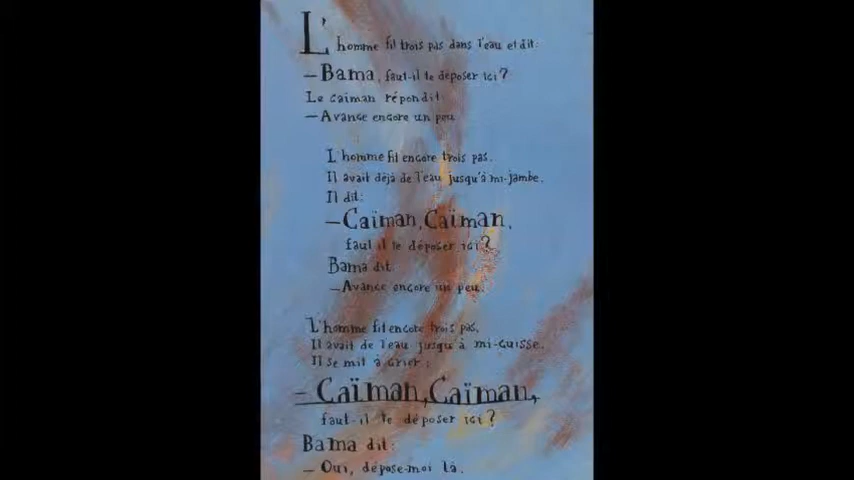 L'homme fit trois pas dans l'eau et dit:
— Bama, faut-il te déposer ici?
Le caïman répondit:
— Avance encore un peu
L'homme fit encore trois pas.
Il avait déjà de l'eau jusqu'à mi-jambe.
Il dit:
— Caïman, Caïman,
faut il te déposer ici?
Bama dit
— Avance encore un peu.
L'homme fit encore trois pas,
Il avait de l'eau jusqu'à mi-cuisse.
Il se mit à crier:
— Caïman, Caïman,
faut-il te déposer ici?
Bama dit:
— Oui, dépose-moi là.